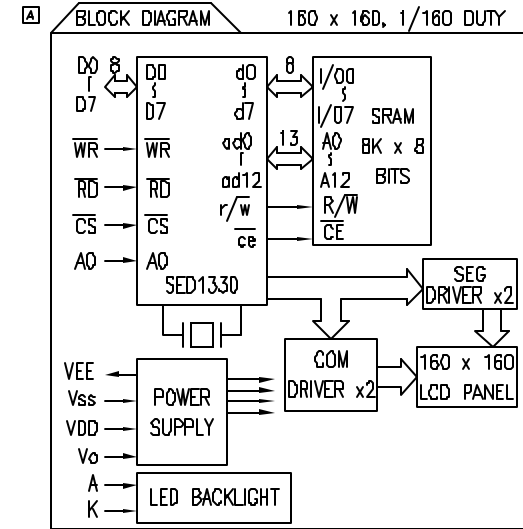 A
BLOCK DIAGRAM
160 x 160, 1/160 DUTY
D0
D7
8
WR
RD
CS
A0
D0
D7
WR
RD
CS
A0
d0
d7
ad0
ad12
r/w
ce
SED1330
8
13
I/O0
I/O7
A0
A12
R/W
CE
SRAM
8K x 8
BITS
SEG
DRIVER x2
COM
DRIVER x2
160 x 160
LCD PANEL
VEE
Vss
VDD
Vo
POWER
SUPPLY
A
K
LED BACKLIGHT